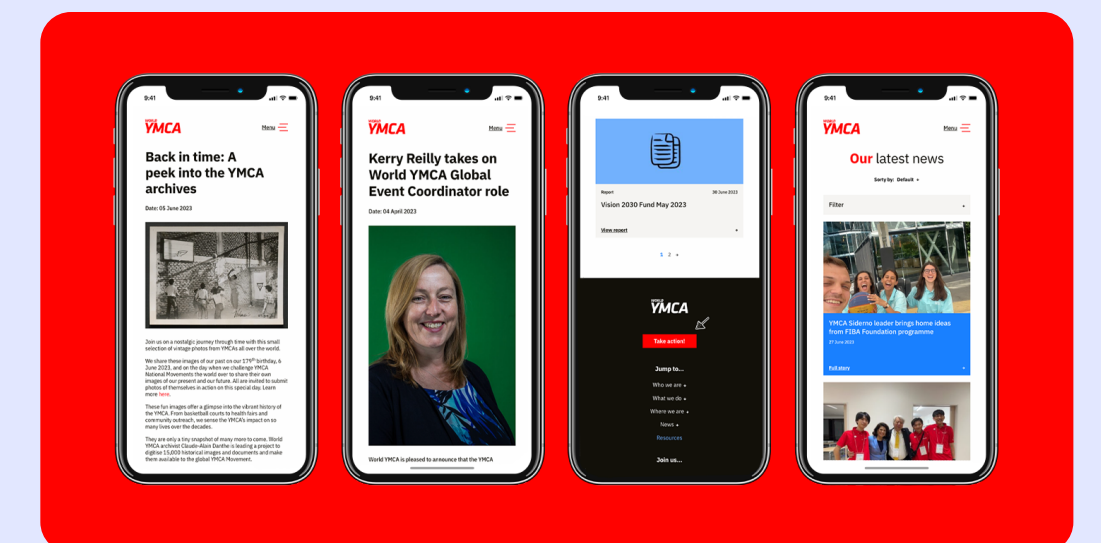 9:41
WORLD
YMCA
Menu
Back in time: A
peek into the YMCA
archives
Date: 05 June 2023
Join us on a nostalgic journey through time with this small
selection of vintage photos from YMCAs all over the world.
We share these images of our past on our 179th birthday, 6
June 2023, and on the day when we challenge YMCA
National Movements the world over to share their own
images of our present and our future. All are invited to submit
photos of themselves in action on this special day. Learn
more here.
These fun images offer a glimpse into the vibrant history of
the YMCA. From basketball courts to health fairs and
community outreach, we sense the YMCA's impact on so
many lives over the decades.
They are only a tiny snapshot of many more to come. World
YMCA archivist Claude-Alain Danthe is leading a project to
digitise 15,000 historical images and documents and make
them available to the global YMCA Movement.
9:41
WORLD
YMCA
Menu
Kerry Reilly takes on
World YMCA Global
Event Coordinator role
Date: 04 April 2023
World YMCA is pleased to announce that the YMCA
9:41
Report
30 June 2023
Vision 2030 Fund May 2023
View report
1 2
WORLD
YMCA
Take action!
Jump to...
Who we are
What we do
Where we are
News
Resources
Join us...
9:41
WORLD
YMCA
Menu
Our latest news
Sorty by: Default
Filter
YMCA Siderno leader brings home ideas
from FIBA Foundation programme
27 June 2023
Full story